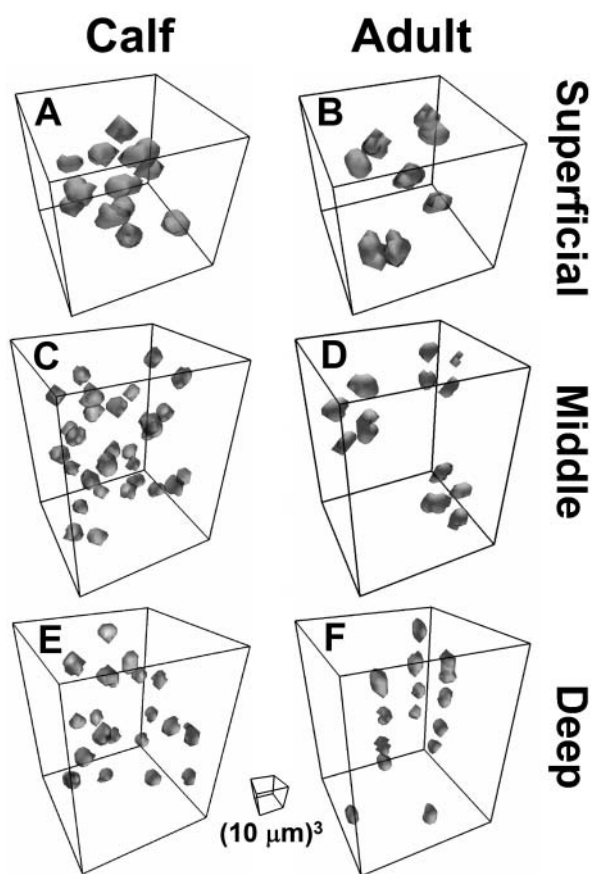 Calf Adult
A B Superficial
C D Middle
E F Deep
(10 μm)³